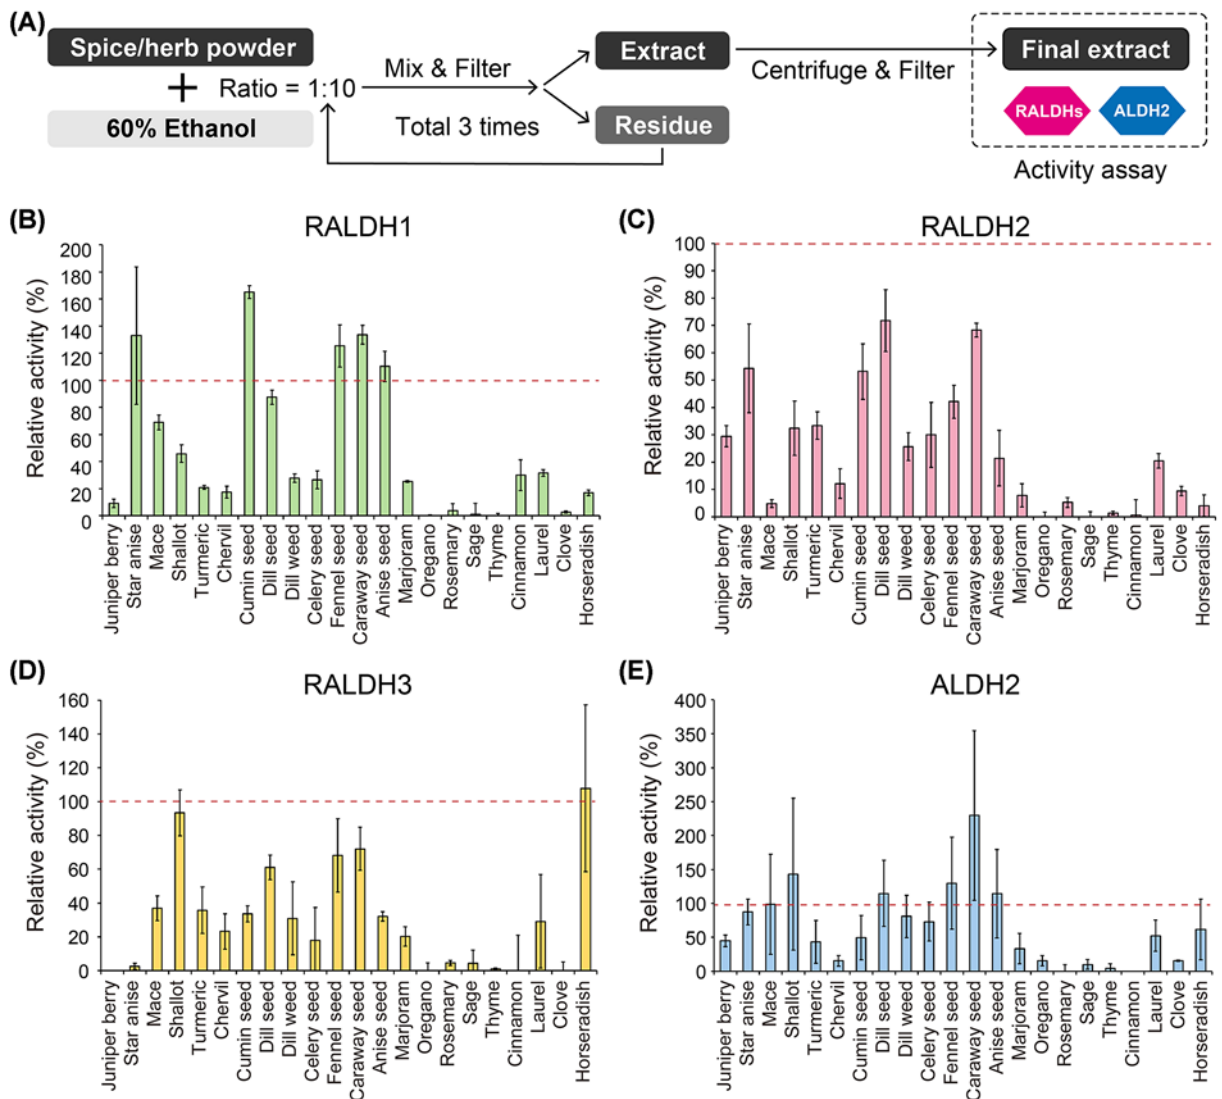 (A)
Spice/herb powder
Ratio = 1:10
60% Ethanol
Mix & Filter
Total 3 times
Extract
Residue
Centrifuge & Filter
Final extract
RALDHs
ALDH2
Activity assay
(B)
RALDH1
Relative activity (%)
200
180
160
140
120
100
80
60
40
20
0
Juniper berry
Star anise
Mace
Shallot
Turmeric
Chervil
Cumin seed
Dill seed
Dill weed
Celery seed
Fennel seed
Caraway seed
Anise seed
Marjoram
Oregano
Rosemary
Sage
Thyme
Cinnamon
Laurel
Clove
Horseradish
(C)
RALDH2
Relative activity (%)
100
90
80
70
60
50
40
30
20
10
0
Juniper berry
Star anise
Mace
Shallot
Turmeric
Chervil
Cumin seed
Dill seed
Dill weed
Celery seed
Fennel seed
Caraway seed
Anise seed
Marjoram
Oregano
Rosemary
Sage
Thyme
Cinnamon
Laurel
Clove
Horseradish
(D)
RALDH3
Relative activity (%)
160
140
120
100
80
60
40
20
0
Juniper berry
Star anise
Mace
Shallot
Turmeric
Chervil
Cumin seed
Dill seed
Dill weed
Celery seed
Fennel seed
Caraway seed
Anise seed
Marjoram
Oregano
Rosemary
Sage
Thyme
Cinnamon
Laurel
Clove
Horseradish
(E)
ALDH2
Relative activity (%)
400
350
300
250
200
150
100
50
0
Juniper berry
Star anise
Mace
Shallot
Turmeric
Chervil
Cumin seed
Dill seed
Dill weed
Celery seed
Fennel seed
Caraway seed
Anise seed
Marjoram
Oregano
Rosemary
Sage
Thyme
Cinnamon
Laurel
Clove
Horseradish